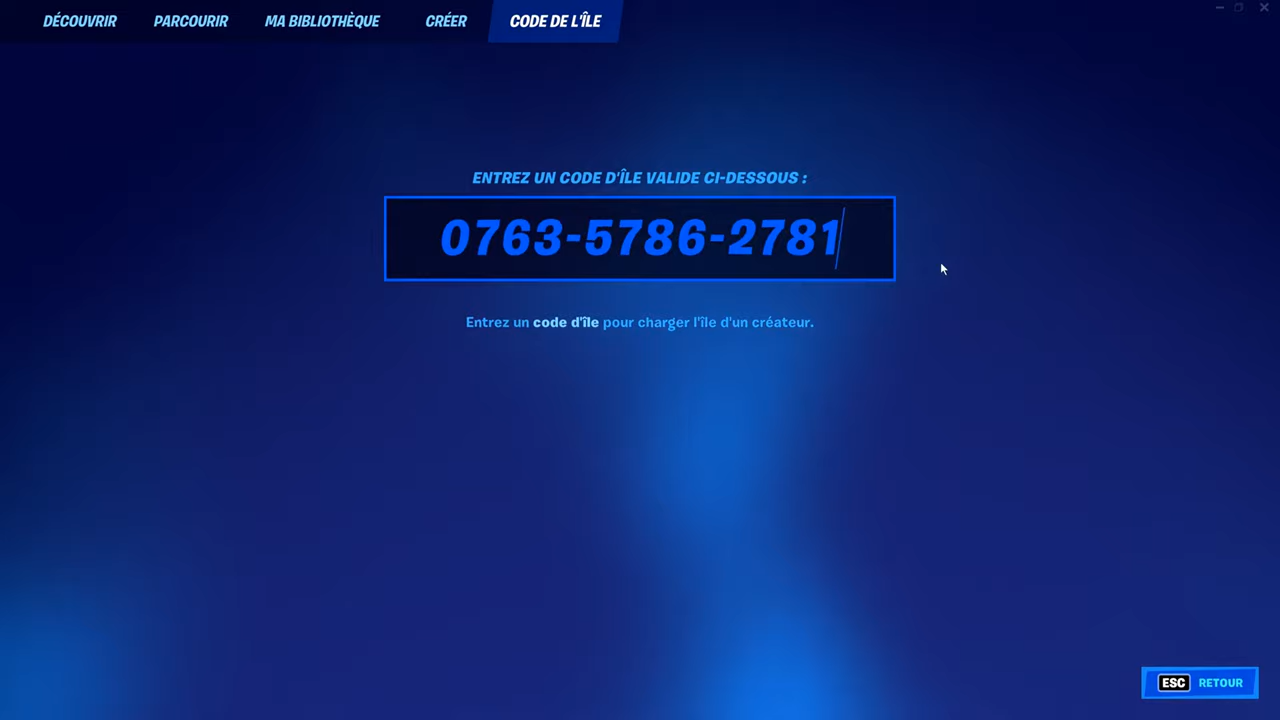 DÉCOUVRIR PARCOURIR MA BIBLIOTHÈQUE CRÉER CODE DE L'ÎLE
ENTREZ UN CODE D'ÎLE VALIDE CI-DESSOUS :
0763-5786-2781
Entrez un code d'île pour charger l'île d'un créateur.
ESC RETOUR